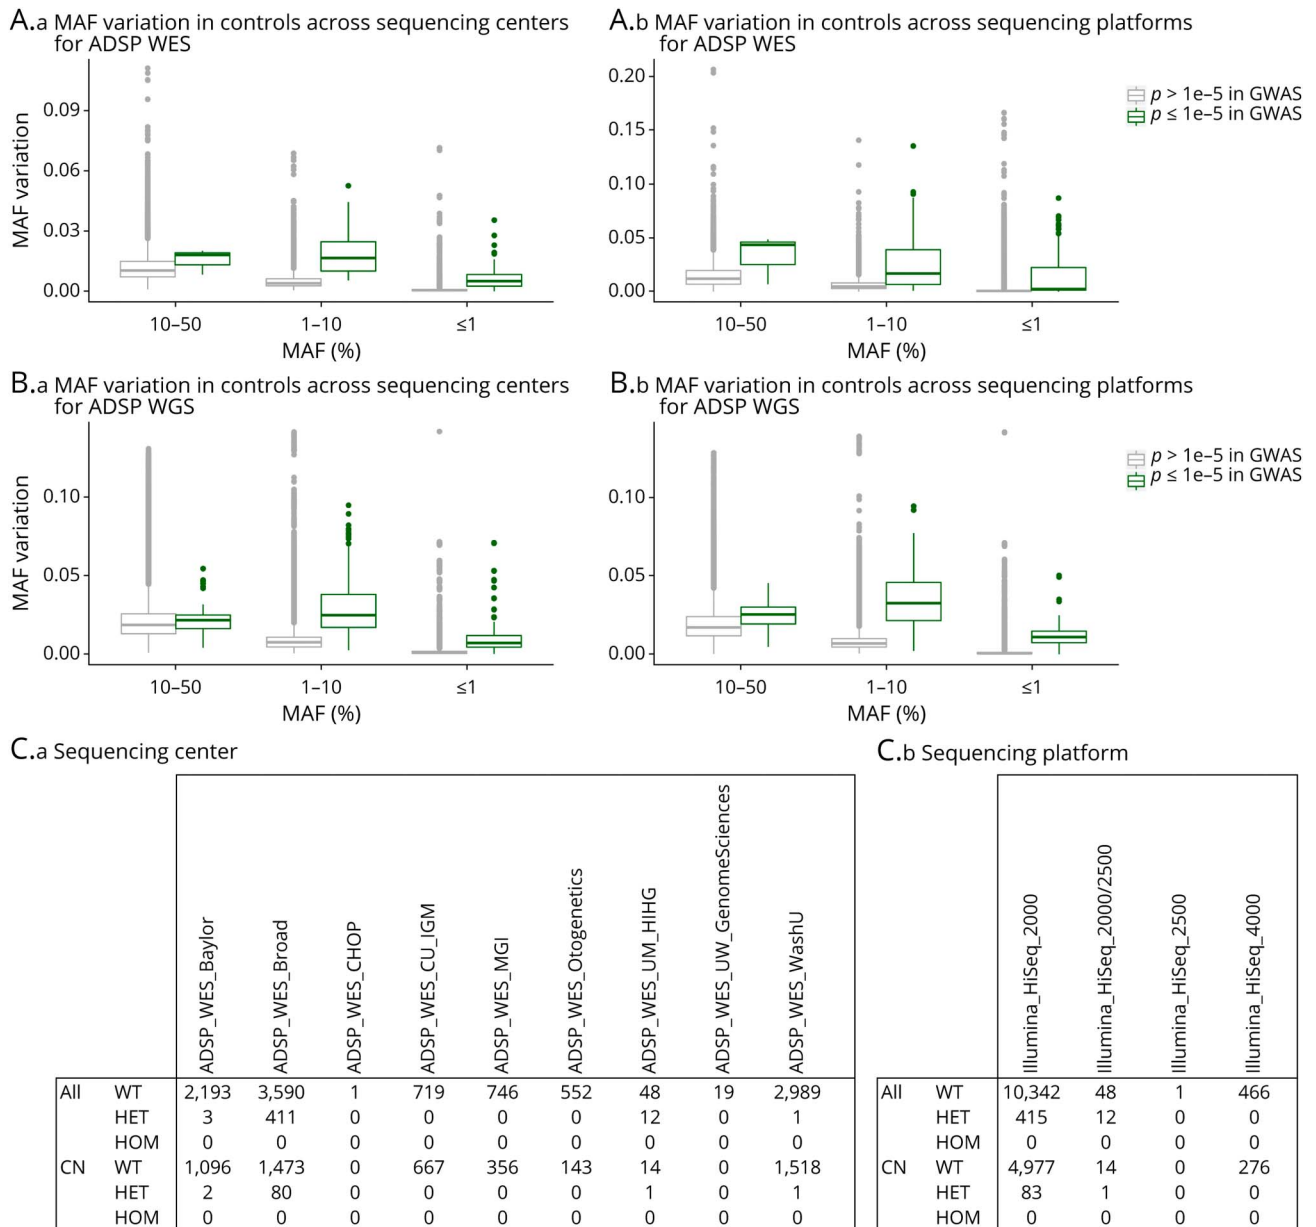 A.a MAF variation in controls across sequencing centers
for ADSP WES
MAF variation
0.09
0.06
0.03
0.00
10–50
1–10
≤1
MAF (%)
A.b MAF variation in controls across sequencing platforms
for ADSP WES
0.20
0.15
0.10
0.05
0.00
10–50
1–10
≤1
MAF (%)
p > 1e–5 in GWAS
p ≤ 1e–5 in GWAS
B.a MAF variation in controls across sequencing centers
for ADSP WGS
MAF variation
0.10
0.05
0.00
10–50
1–10
≤1
MAF (%)
B.b MAF variation in controls across sequencing platforms
for ADSP WGS
0.10
0.05
0.00
10–50
1–10
≤1
MAF (%)
p > 1e–5 in GWAS
p ≤ 1e–5 in GWAS
C.a Sequencing center
ADSP_WES_Baylor
ADSP_WES_Broad
ADSP_WES_CHOP
ADSP_WES_CU_IGM
ADSP_WES_MGI
ADSP_WES_Otogenetics
ADSP_WES_UM_HIHG
ADSP_WES_UW_GenomeSciences
ADSP_WES_WashU
All WT 2,193 3,590 1 719 746 552 48 19 2,989
HET 3 411 0 0 0 0 12 0 1
HOM 0 0 0 0 0 0 0 0 0
CN WT 1,096 1,473 0 667 356 143 14 0 1,518
HET 2 80 0 0 0 0 1 0 1
HOM 0 0 0 0 0 0 0 0 0
C.b Sequencing platform
Illumina_HiSeq_2000
Illumina_HiSeq_2000/2500
Illumina_HiSeq_2500
Illumina_HiSeq_4000
All WT 10,342 48 1 466
HET 415 12 0 0
HOM 0 0 0 0
CN WT 4,977 14 0 276
HET 83 1 0 0
HOM 0 0 0 0